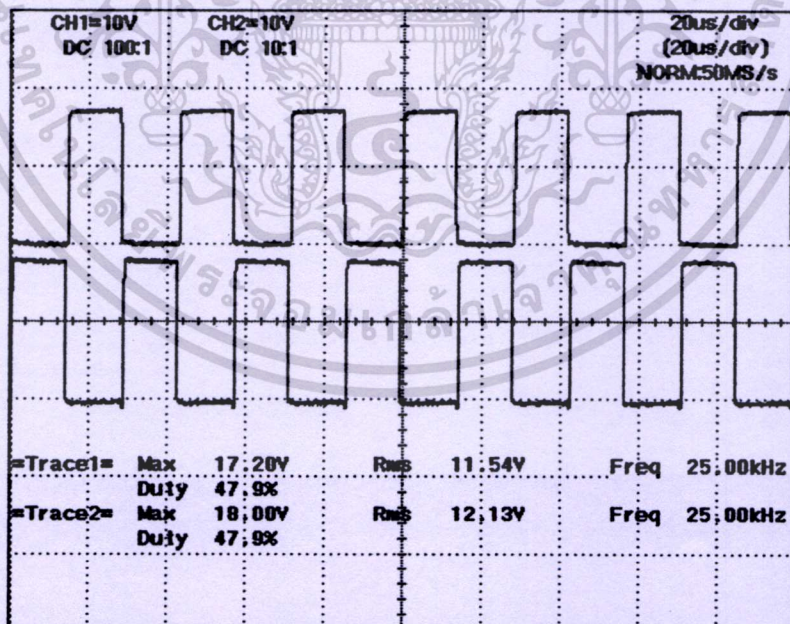 CH1=10V CH2=10V 20us/div
DC 100:1 DC 10:1 (20us/div)
NORM:50MS/s
=Trace1= Max 17.20V Rms 11.54V Freq 25.00kHz
Duty 47.9%
=Trace2= Max 18.00V Rms 12.13V Freq 25.00kHz
Duty 47.9%